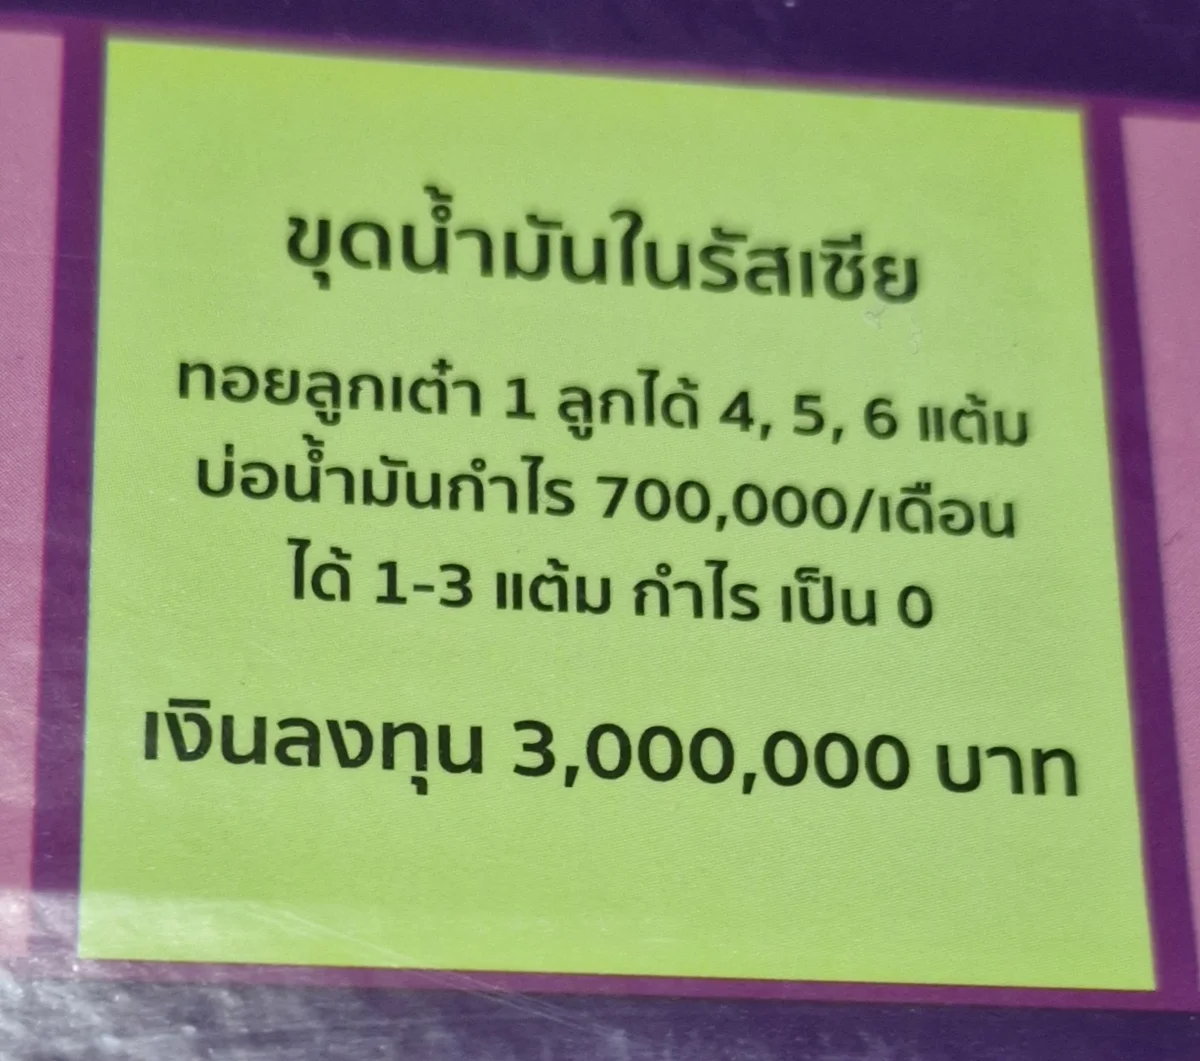 ขุดน้ำมันในรัสเซีย
ทอยลูกเต๋า 1 ลูกได้ 4, 5, 6 แต้ม
บ่อน้ำมันกำไร 700,000/เดือน
ได้ 1-3 แต้ม กำไร เป็น 0
เงินลงทุน 3,000,000 บาท